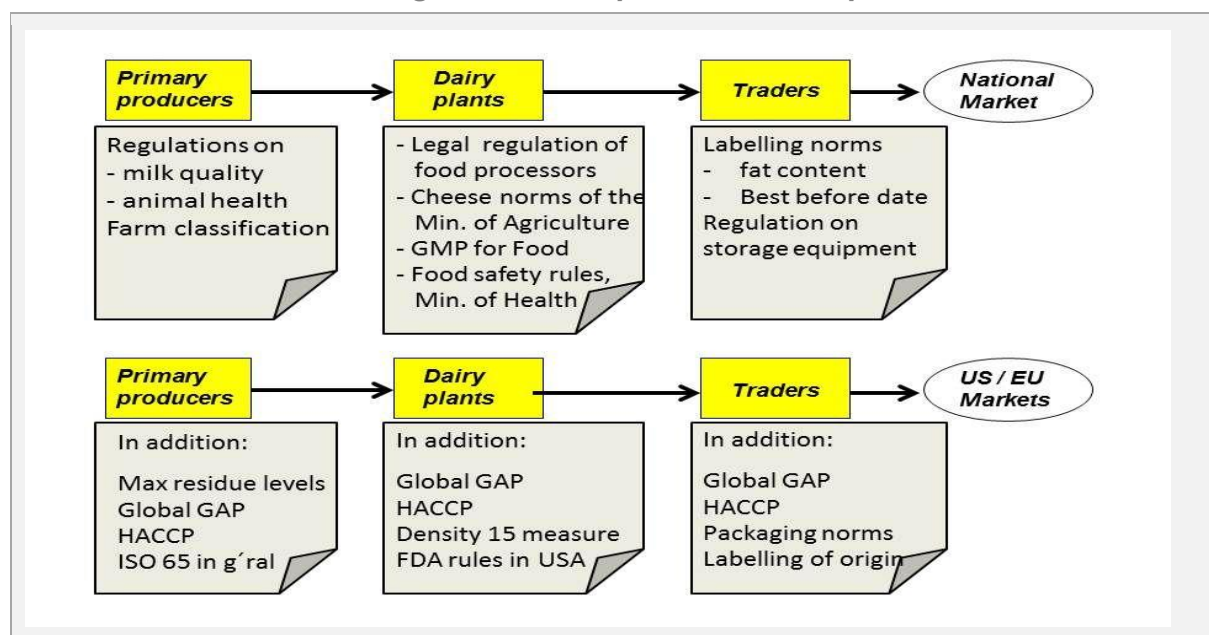 Primary
producers
Dairy
plants
Traders
National
Market
Regulations on
- milk quality
- animal health
Farm classification
- Legal regulation of
food processors
- Cheese norms of the
Min. of Agriculture
- GMP for Food
- Food safety rules,
Min. of Health
Labelling norms
- fat content
- Best before date
Regulation on
storage equipment
Primary
producers
Dairy
plants
Traders
US / EU
Markets
In addition:
Max residue levels
Global GAP
HACCP
ISO 65 in g´ral
In addition:
Global GAP
HACCP
Density 15 measure
FDA rules in USA
In addition:
Global GAP
HACCP
Packaging norms
Labelling of origin